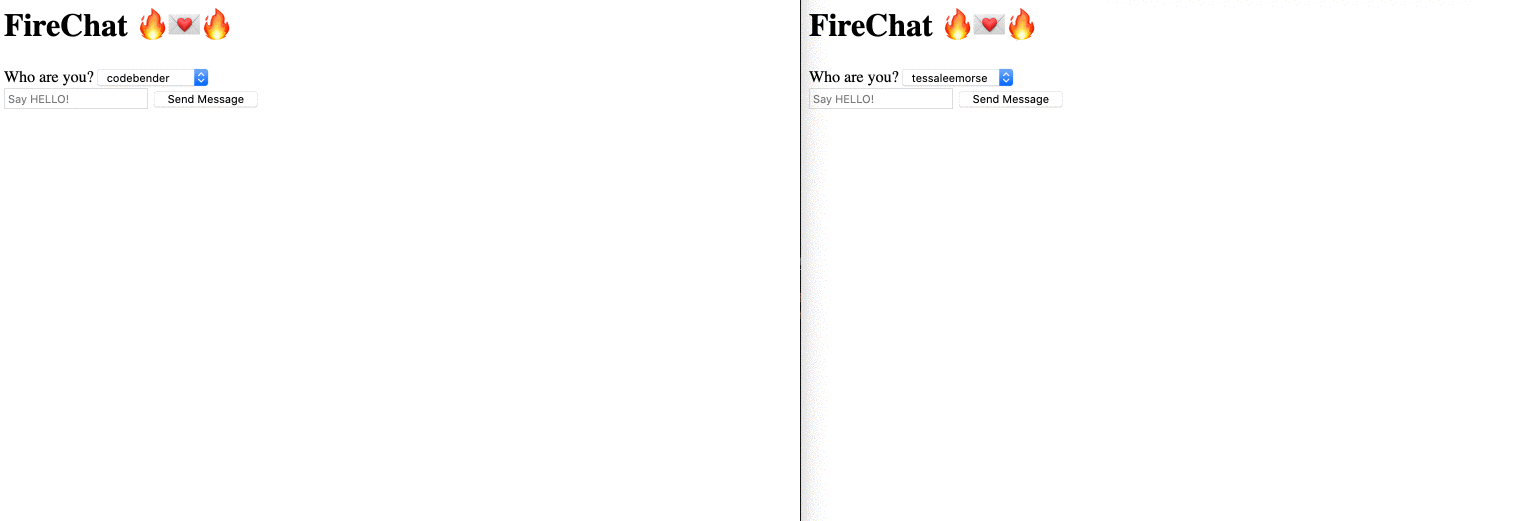 FireChat 🔥💌🔥
Who are you? codebender
Say HELLO! Send Message
FireChat 🔥💌🔥
Who are you? tessaleemorse
Say HELLO! Send Message